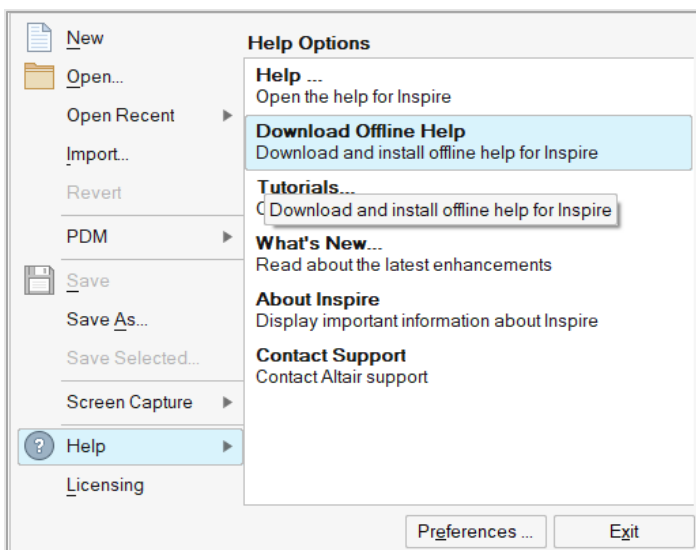 New
Open...
Open Recent
Import...
Revert
PDM
Save
Save As...
Save Selected...
Screen Capture
Help
Licensing
Help Options
Help ...
Open the help for Inspire
Download Offline Help
Download and install offline help for Inspire
Tutorials...
Download and install offline help for Inspire
What's New...
Read about the latest enhancements
About Inspire
Display important information about Inspire
Contact Support
Contact Altair support
Preferences ...
Exit